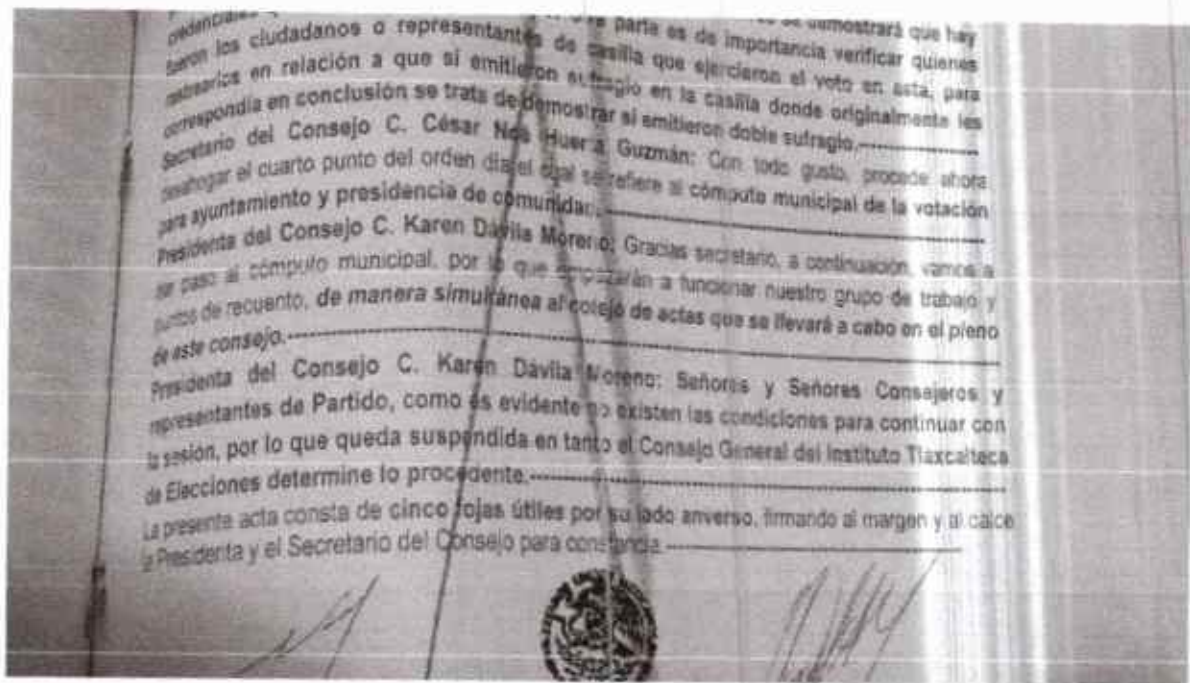 credenciales parte es de importancia verificar quienes se demostrará que hay
fueron los ciudadanos o representantes de casilla que ejercieron el voto en esta, para
rastrearlos en relación a que si emitieron sufragio en la casilla donde originalmente les
correspondía en conclusión se trata de demostrar si emitieron doble sufragio.
Secretario del Consejo C. César Noá Huerta Guzmán: Con todo gusto, procede ahora
desahogar el cuarto punto del orden día el cual se refiere al cómputo municipal de la votación
para ayuntamiento y presidencia de comunidad.
Presidenta del Consejo C. Karen Dávila Moreno: Gracias secretario, a continuación, vamos a
dar paso al cómputo municipal, por lo que empezarán a funcionar nuestro grupo de trabajo y
puntos de recuento, de manera simultánea al cotejo de actas que se llevará a cabo en el pleno
de este consejo.
Presidenta del Consejo C. Karen Dávila Moreno: Señores y Señores Consejeros y
representantes de Partido, como es evidente no existen las condiciones para continuar con
la sesión, por lo que queda suspendida en tanto el Consejo General del Instituto Tlaxcalteca
de Elecciones determine lo procedente.
La presente acta consta de cinco fojas útiles por su lado anverso, firmando al margen y al calce
la Presidenta y el Secretario del Consejo para constancia.